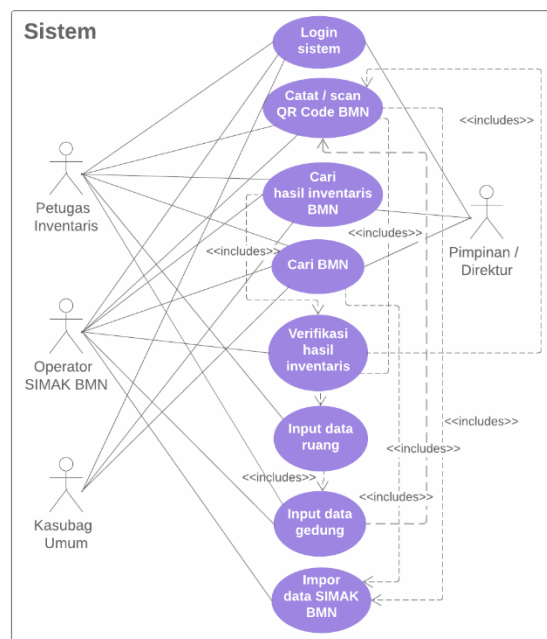 Sistem
Login
sistem
Catat / scan
QR Code BMN
<<includes>>
Petugas
Inventaris
Cari
hasil inventaris
BMN
<<includes>>
<<includes>>
Pimpinan /
Direktur
Cari BMN
Operator
SIMAK BMN
Verifikasi
hasil
inventaris
Input data
ruang
<<includes>>
<<includes>>
<<includes>>
Kasubag
Umum
Input data
gedung
<<includes>>
Impor
data SIMAK
BMN